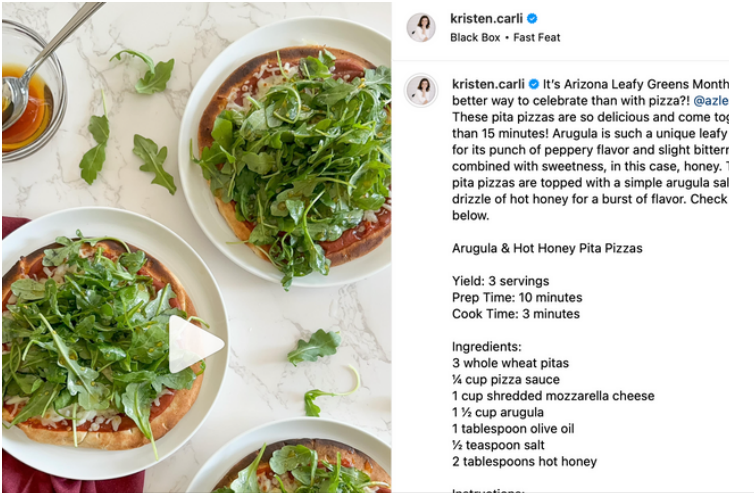 kristen.carli
Black Box • Fast Feat
kristen.carli It's Arizona Leafy Greens Month
better way to celebrate than with pizza?! @azle
These pita pizzas are so delicious and come tog
than 15 minutes! Arugula is such a unique leafy
for its punch of peppery flavor and slight bittern
combined with sweetness, in this case, honey. T
pita pizzas are topped with a simple arugula sal
drizzle of hot honey for a burst of flavor. Check
below.
Arugula & Hot Honey Pita Pizzas
Yield: 3 servings
Prep Time: 10 minutes
Cook Time: 3 minutes
Ingredients:
3 whole wheat pitas
¼ cup pizza sauce
1 cup shredded mozzarella cheese
1 ½ cup arugula
1 tablespoon olive oil
½ teaspoon salt
2 tablespoons hot honey
Instructions: